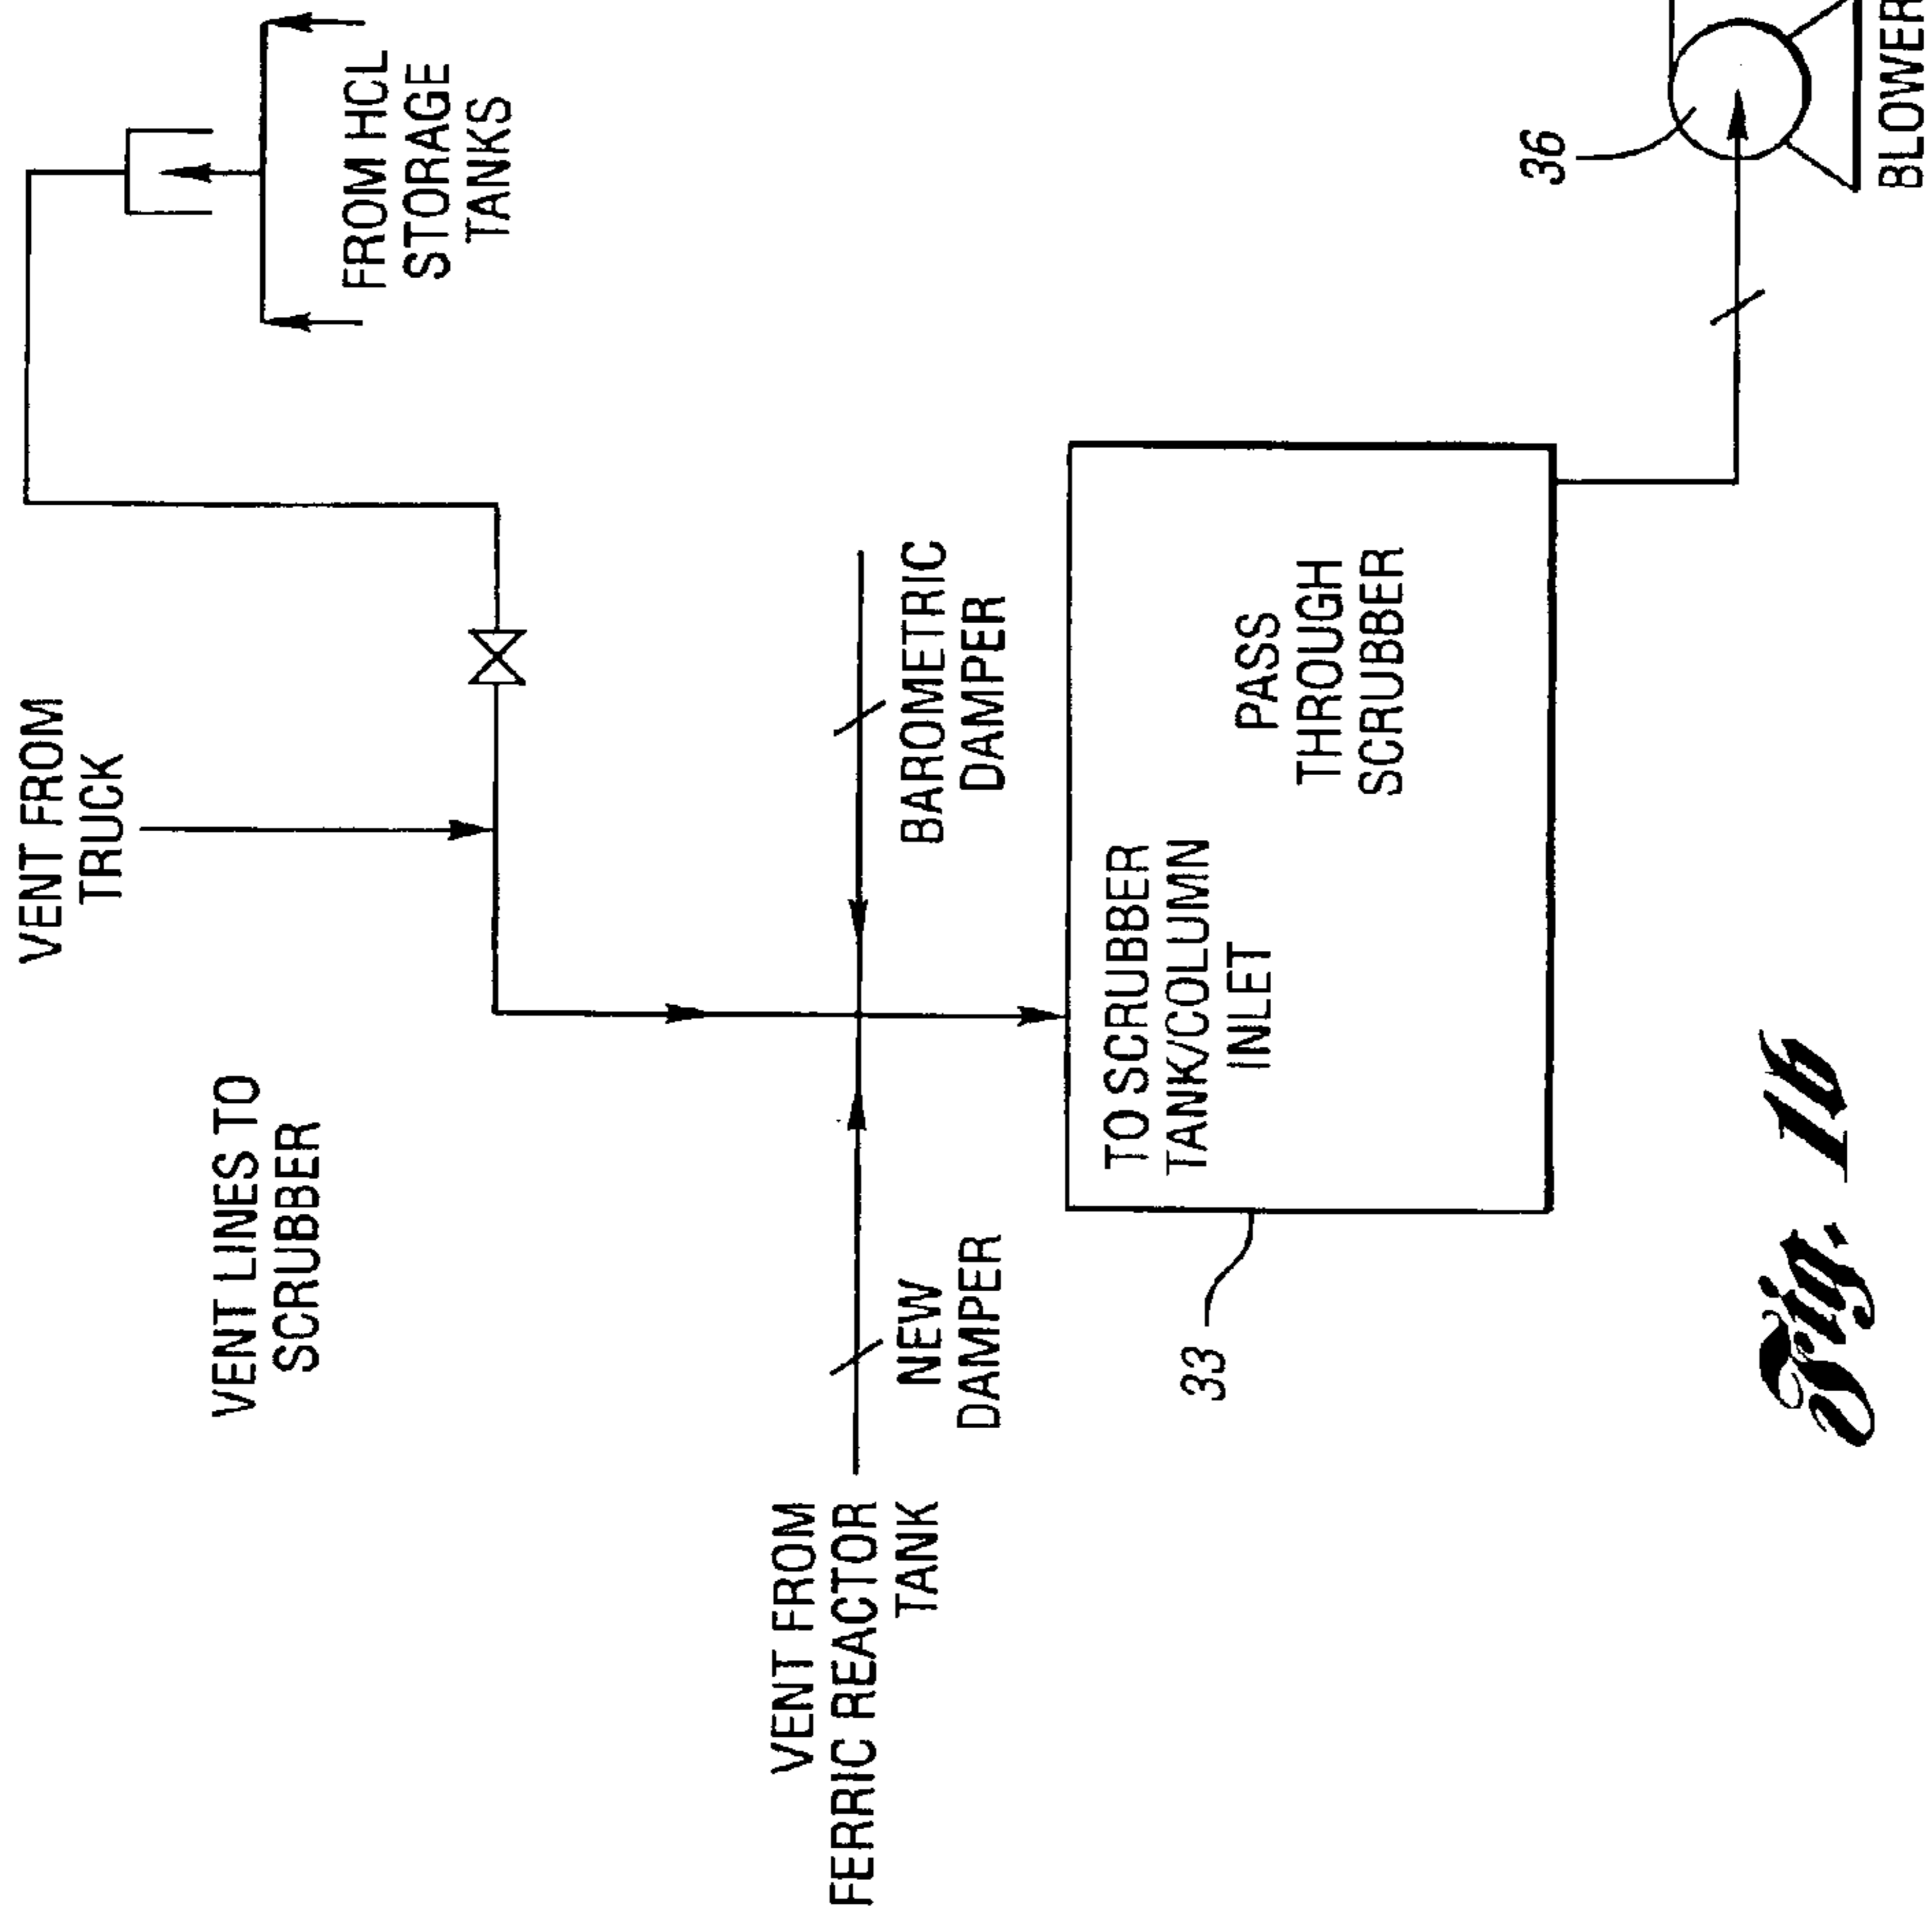 VENT LINES TO
SCRUBBER
VENT FROM
TRUCK
FROM HCL
STORAGE
TANKS
VENT FROM
FERRIC REACTOR
TANK
NEW
DAMPER
BAROMETRIC
DAMPER
33
TO SCRUBBER
TANK/COLUMN
INLET
PASS
THROUGH
SCRUBBER
36
BLOWER
Fig. 1b